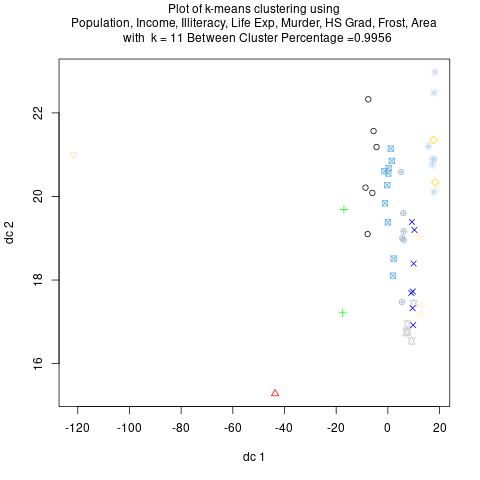 Plot of k-means clustering using
Population, Income, Illiteracy, Life Exp, Murder, HS Grad, Frost, Area
with k = 11 Between Cluster Percentage =0.9956
22
20
18
16
dc 2
-120 -100 -80 -60 -40 -20 0 20
dc 1